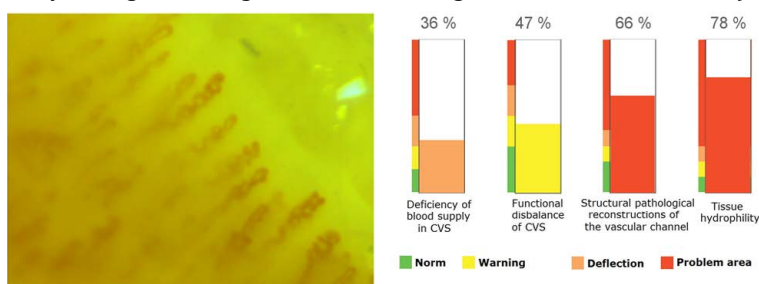 36 %
47 %
66 %
78 %
Deficiency of
blood supply
in CVS
Functional
disbalance
of CVS
Structural pathological
reconstructions of
the vascular channel
Tissue
hydrophility
Norm
Warning
Deflection
Problem area